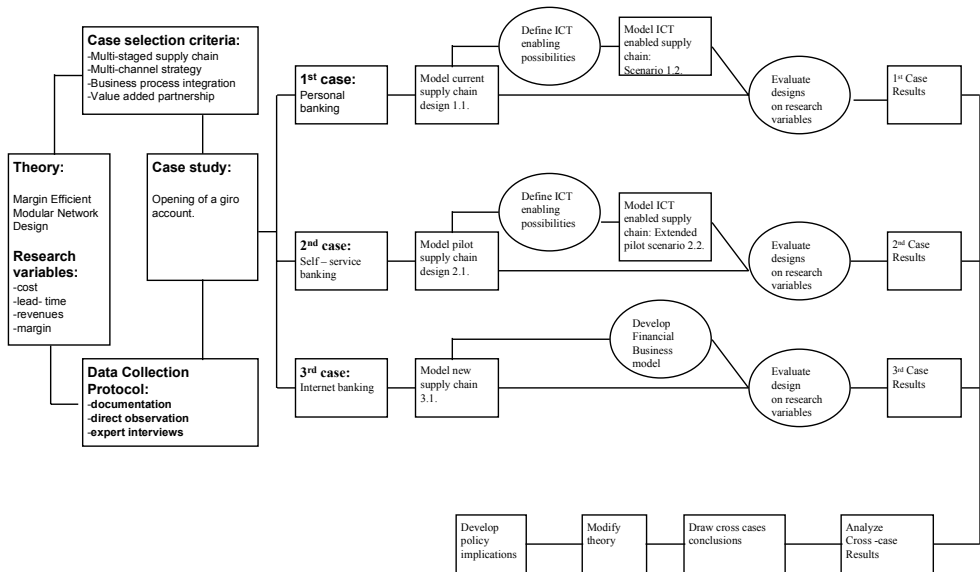 Case selection criteria:
-Multi-staged supply chain
-Multi-channel strategy
-Business process integration
-Value added partnership
Theory:
Margin Efficient
Modular Network
Design
Research
variables:
-cost
-lead- time
-revenues
-margin
Case study:
Opening of a giro
account.
Data Collection
Protocol:
-documentation
-direct observation
-expert interviews
1st case:
Personal
banking
Model current
supply chain
design 1.1.
Define ICT
enabling
possibilities
Model ICT
enabled supply
chain:
Scenario 1.2.
Evaluate
designs
on research
variables
1st Case
Results
2nd case:
Self – service
banking
Model pilot
supply chain
design 2.1.
Define ICT
enabling
possibilities
Model ICT
enabled supply
chain: Extended
pilot scenario 2.2.
Evaluate
designs
on research
variables
2nd Case
Results
3rd case:
Internet banking
Model new
supply chain
3.1.
Develop
Financial
Business
model
Evaluate
design
on research
variables
3rd Case
Results
Develop
policy
implications
Modify
theory
Draw cross cases
conclusions
Analyze
Cross -case
Results